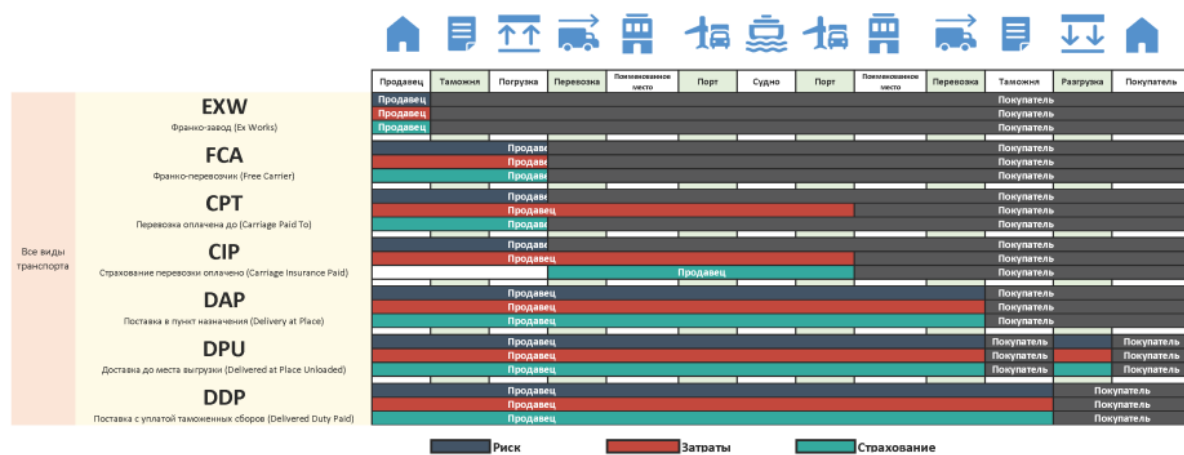 Продавец Таможня Погрузка Перевозка Поименованное место Порт Судно Порт Поименованное место Перевозка Таможня Разгрузка Покупатель
Все виды транспорта
EXW
Франко-завод (Ex Works)
Продавец Покупатель
Продавец Покупатель
Продавец Покупатель
FCA
Франко-перевозчик (Free Carrier)
Продаве Покупатель
Продавец Покупатель
Продаве Покупатель
CPT
Перевозка оплачена до (Carriage Paid To)
Продаве Покупатель
Продавец Покупатель
Продаве Покупатель
CIP
Страхование перевозки оплачено (Carriage Insurance Paid)
Продаве Покупатель
Продавец Покупатель
Продавец Покупатель
DAP
Поставка в пункт назначения (Delivery at Place)
Продавец Покупатель
Продавец Покупатель
Продавец Покупатель
DPU
Доставка до места выгрузки (Delivered at Place Unloaded)
Продавец Покупатель Покупатель
Продавец Покупатель Покупатель
Продавец Покупатель Покупатель
DDP
Поставка с уплатой таможенных сборов (Delivered Duty Paid)
Продавец Покупатель
Продавец Покупатель
Продавец Покупатель
Риск Затраты Страхование